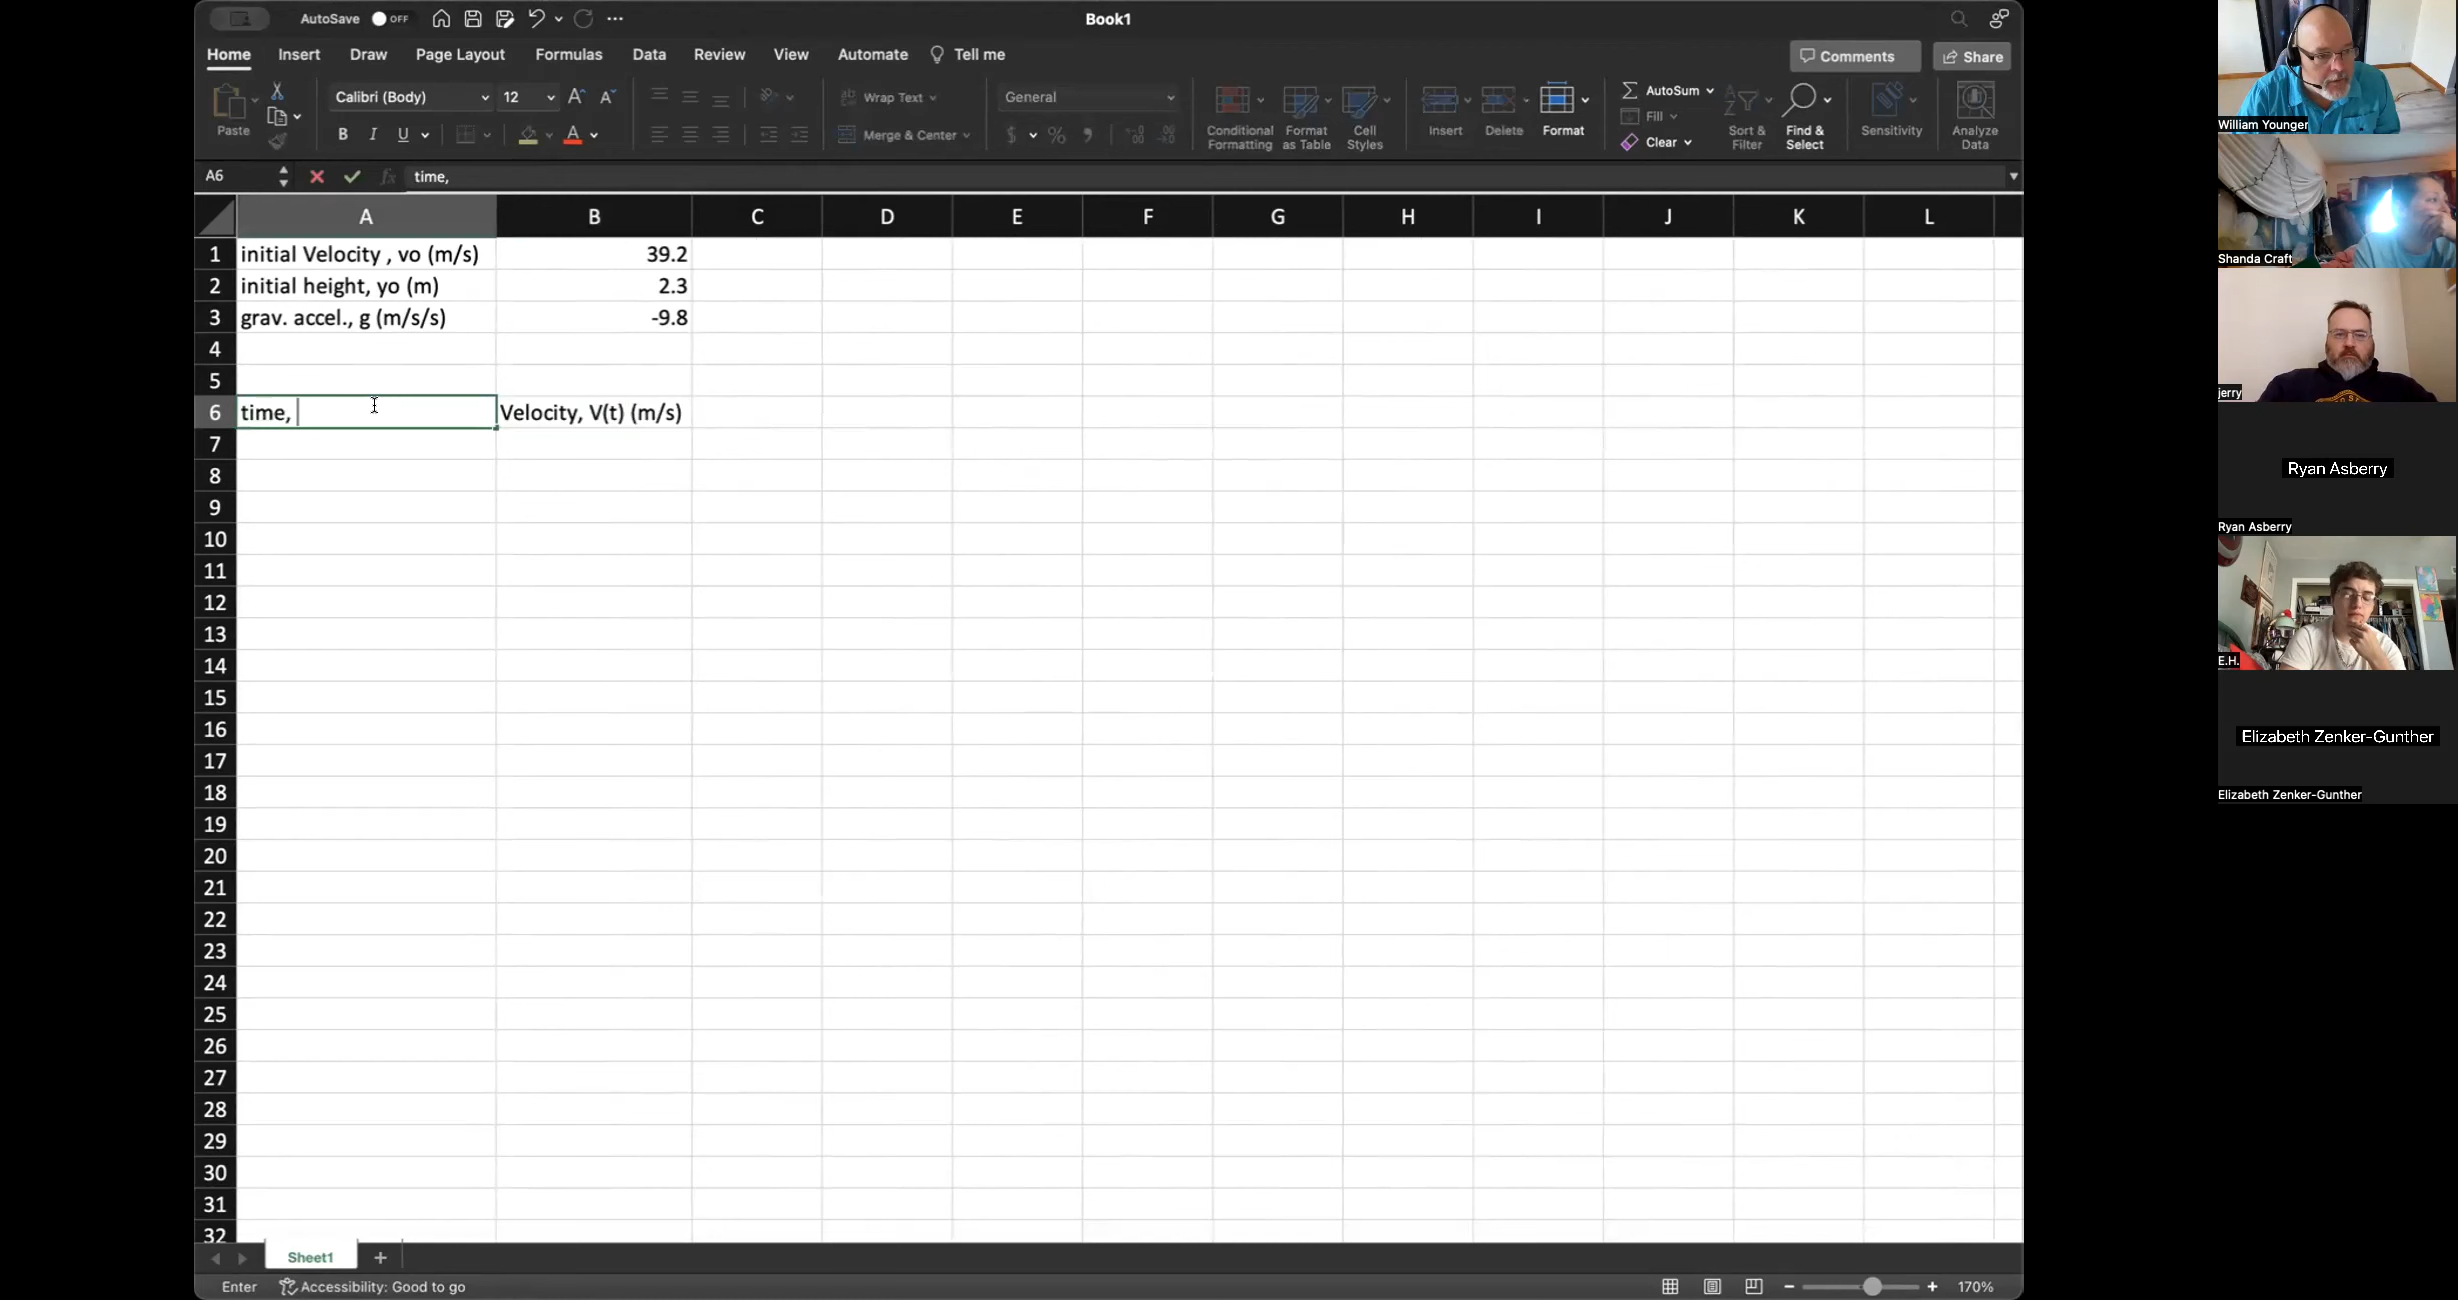 AutoSave OFF
Book1
Home Insert Draw Page Layout Formulas Data Review View Automate Tell me
Comments Share
Paste
Calibri (Body) 12 A A
B I U A
Wrap Text
Merge & Center
General
$ %
Conditional Formatting
Format as Table
Cell Styles
Insert Delete Format
AutoSum
Fill
Clear
Sort & Filter
Find & Select
Sensitivity
Analyze Data
A6 fx time,
A B C D E F G H I J K L
1 initial Velocity , vo (m/s) 39.2
2 initial height, yo (m) 2.3
3 grav. accel., g (m/s/s) -9.8
4
5
6 time, Velocity, V(t) (m/s)
7
8
9
10
11
12
13
14
15
16
17
18
19
20
21
22
23
24
25
26
27
28
29
30
31
32
Sheet1 +
Enter Accessibility: Good to go
170%
William Younger
Shanda Craft
jerry
Ryan Asberry
Ryan Asberry
E.H.
Elizabeth Zenker-Gunther
Elizabeth Zenker-Gunther